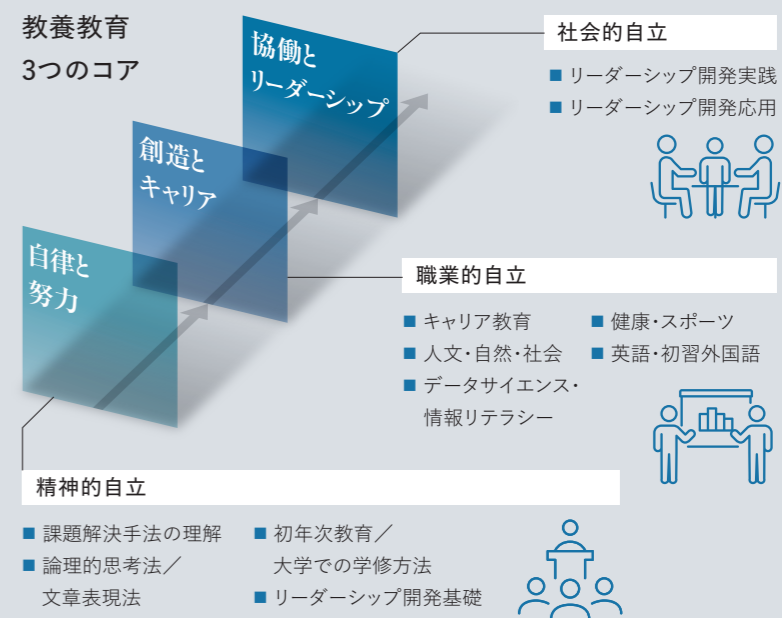 教養教育
3つのコア
協働と
リーダーシップ
社会的自立
■ リーダーシップ開発実践
■ リーダーシップ開発応用
創造と
キャリア
職業的自立
■ キャリア教育
■ 人文・自然・社会
■ データサイエンス・
情報リテラシー
■ 健康・スポーツ
■ 英語・初習外国語
自律と
努力
精神的自立
■ 課題解決手法の理解
■ 論理的思考法／
文章表現法
■ 初年次教育／
大学での学修方法
■ リーダーシップ開発基礎